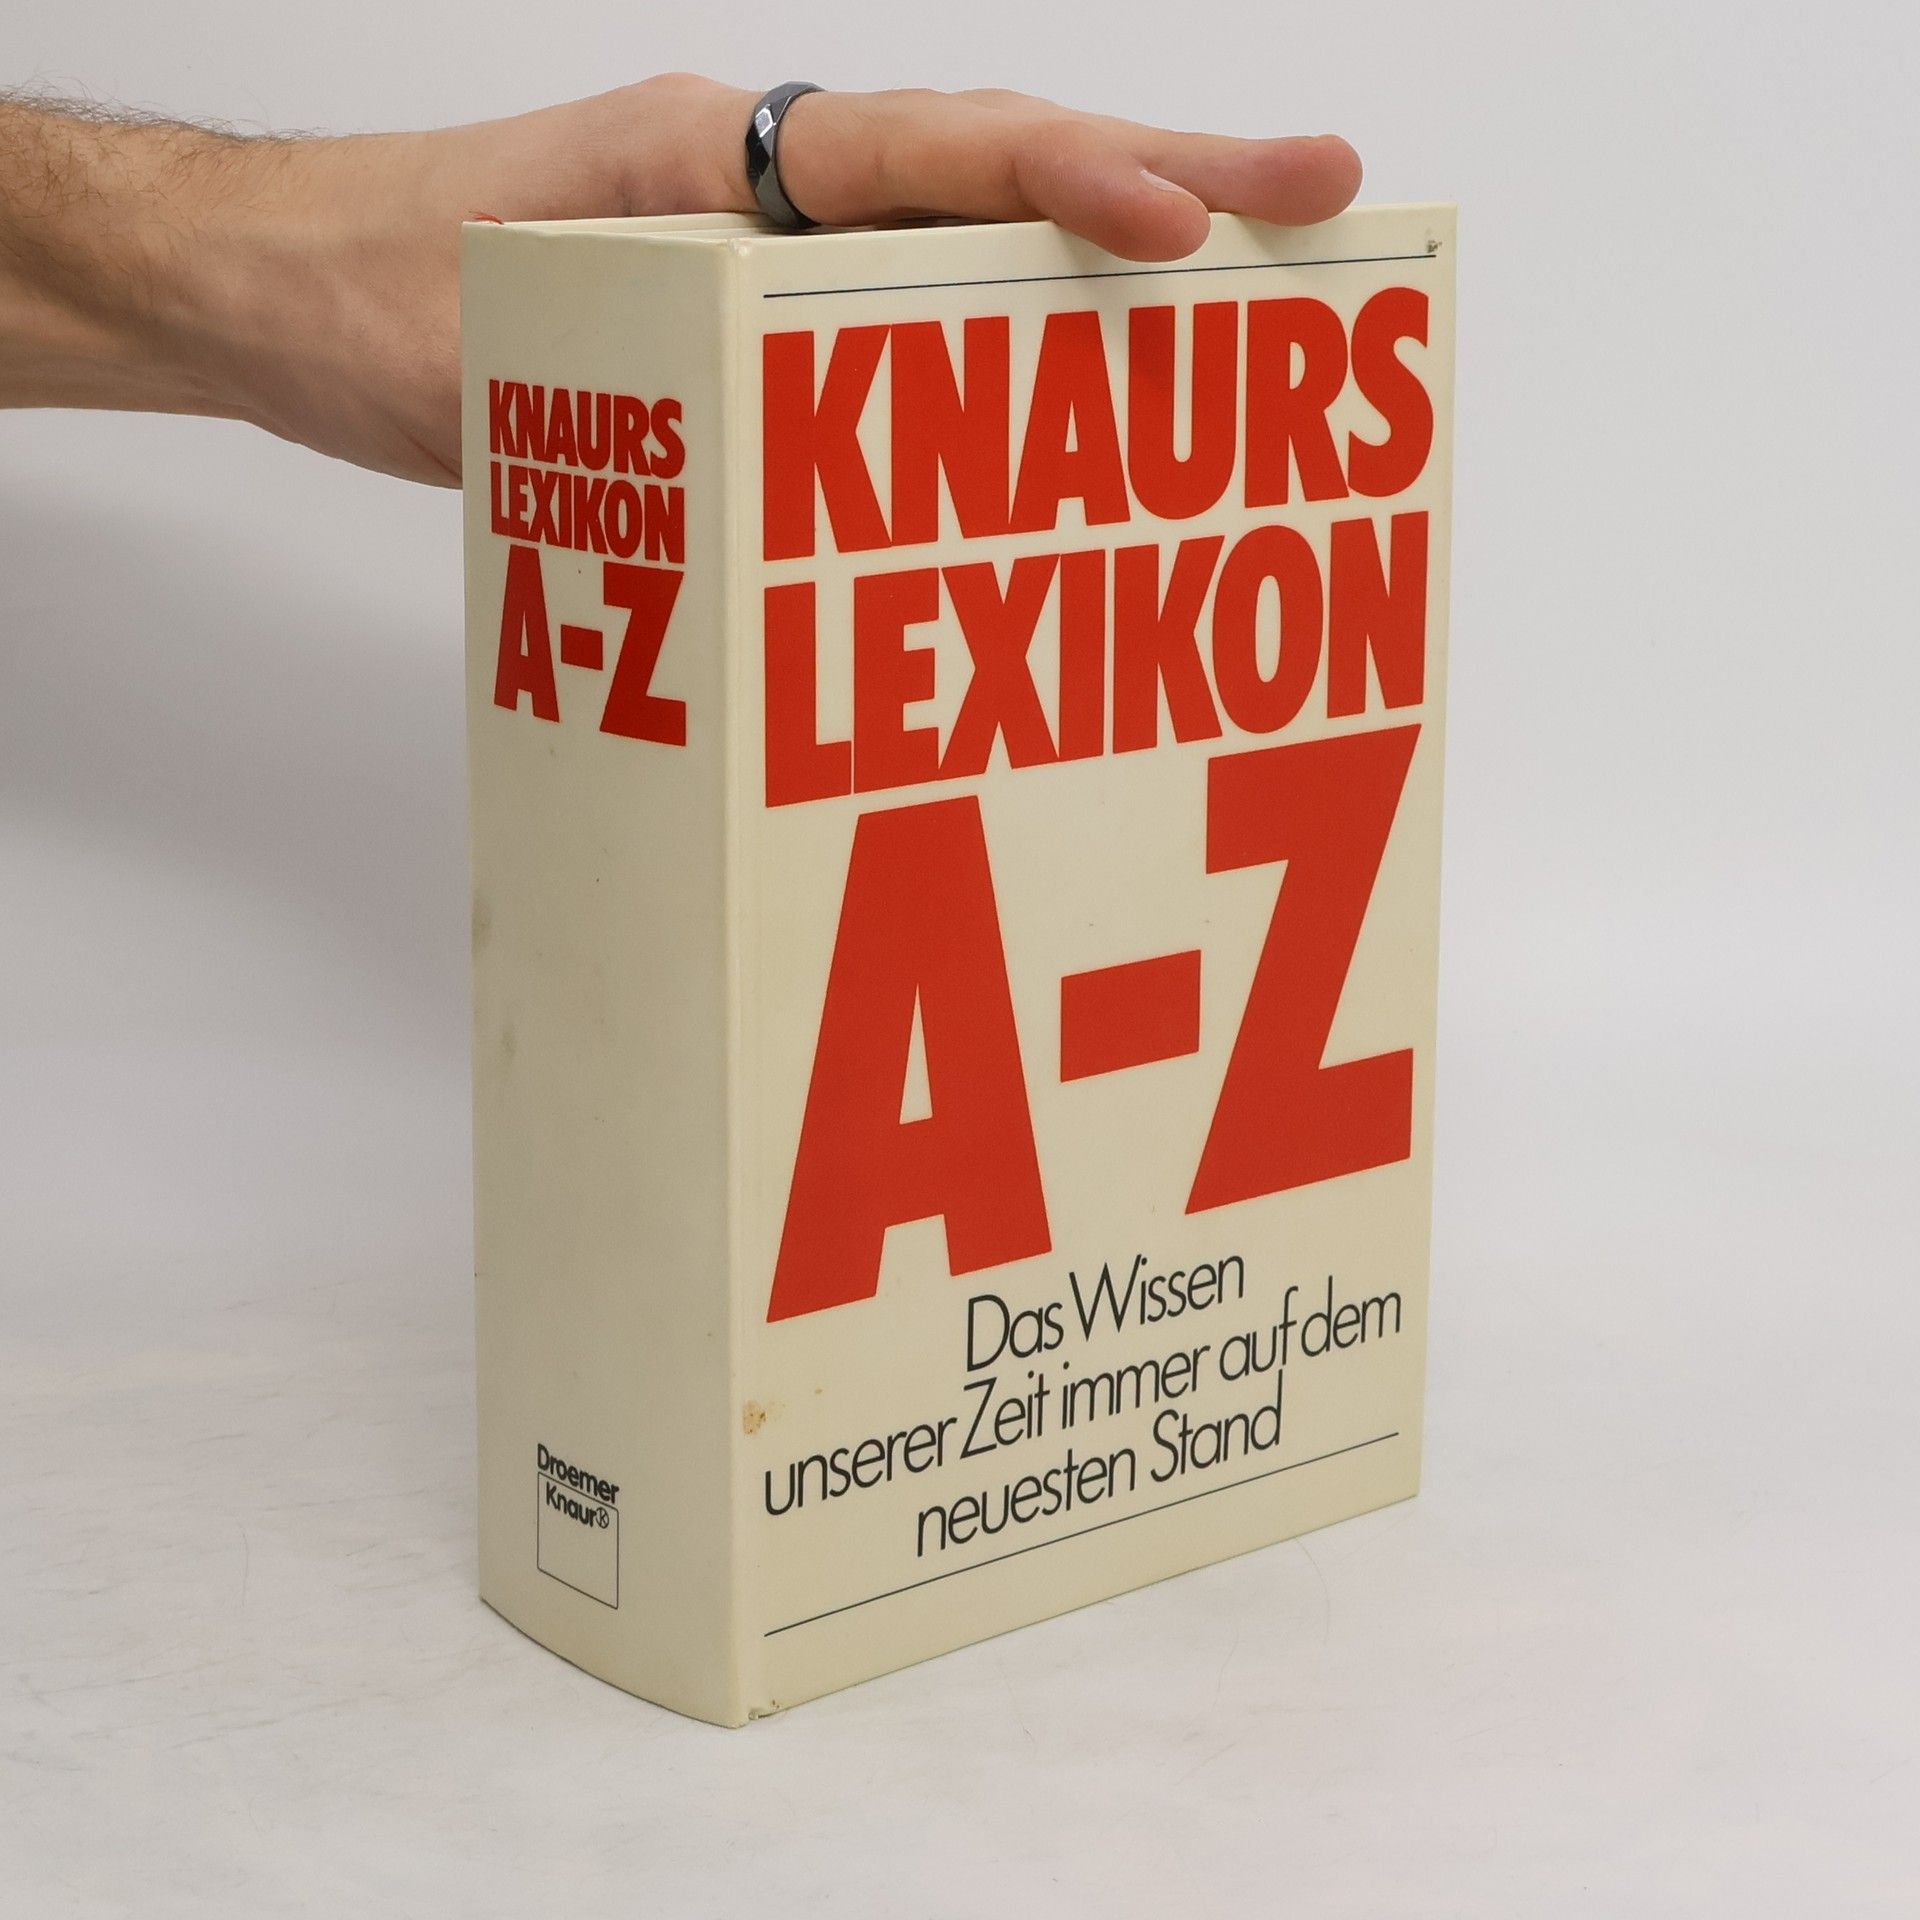 KNAURS
LEXIKON
A-Z
Droemer
Knaur®
KNAURS
LEXIKON
A-Z
Das Wissen
unserer Zeit immer auf dem
neuesten Stand